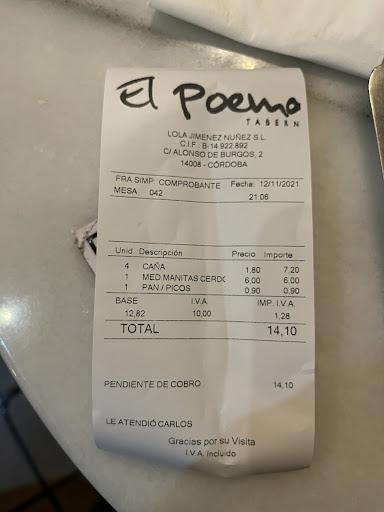 El Poema
TABERN
LOLA JIMENEZ NUÑEZ S.L.
C.I.F.: B-14.922.892
C/ ALONSO DE BURGOS, 2
14008 - CÓRDOBA
FRA.SIMP. COMPROBANTE Fecha: 12/11/2021
MESA 042 21:06
Unid. Descripción Precio Importe
4 CAÑA 1,80 7,20
1 MED.MANITAS CERDO 6,00 6,00
1 PAN / PICOS 0,90 0,90
BASE I.V.A. IMP. I.V.A.
12,82 10,00 1,28
TOTAL 14,10
PENDIENTE DE COBRO 14,10
LE ATENDIÓ CARLOS
Gracias por su Visita
I.V.A. Incluido